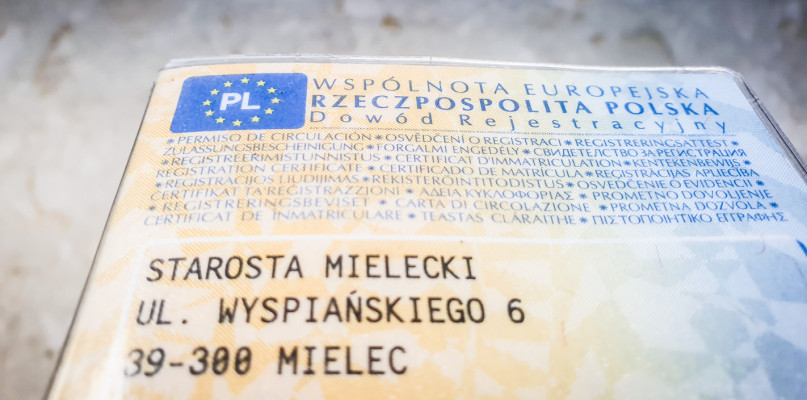 PL
WSPÓLNOTA EUROPEJSKA
RZECZPOSPOLITA POLSKA
Dowód Rejestracyjny
*PERMISO DE CIRCULACIÓN*OSVĚDČENÍ O REGISTRACI*REGISTRERINGSATTEST*
ZULASSUNGSBESCHEINIGUNG*FORGALMI ENGEDÉLY*СВИДЕТЕЛСТВО ЗА РЕГИСТРАЦИЯ
*REGISTREERIMISTUNNISTUS*CERTIFICAT D'IMMATRICULATION*KENTEKENBEWIJS*
REGISTRATION CERTIFICATE*CERTIFICADO DE MATRÍCULA*REĢISTRĀCIJAS APLIECĪBA
*REGISTRACIJOS LIUDIJIMAS*REKISTERÖINTITODISTUS*OSVEDČENIE O EVIDENCII*
ĊERTIFIKAT TA'REĠISTRAZZJONI*ΑΔΕΙΑ ΚΥΚΛΟΦΟΡΙΑΣ*PROMETNO DOVOLJENJE
*REGISTRERINGSBEVISET*CARTA DI CIRCOLAZIONE*PROMETNA DOZVOLA*
CERTIFICAT DE INMATRICULARE*TEASTAS CLÁRAITHE*ΠΙΣΤΟΠΟΙΗΤΙΚΟ ΕΓΓΡΑΦΗΣ
STAROSTA MIELECKI
UL. WYSPIAŃSKIEGO 6
39-300 MIELEC